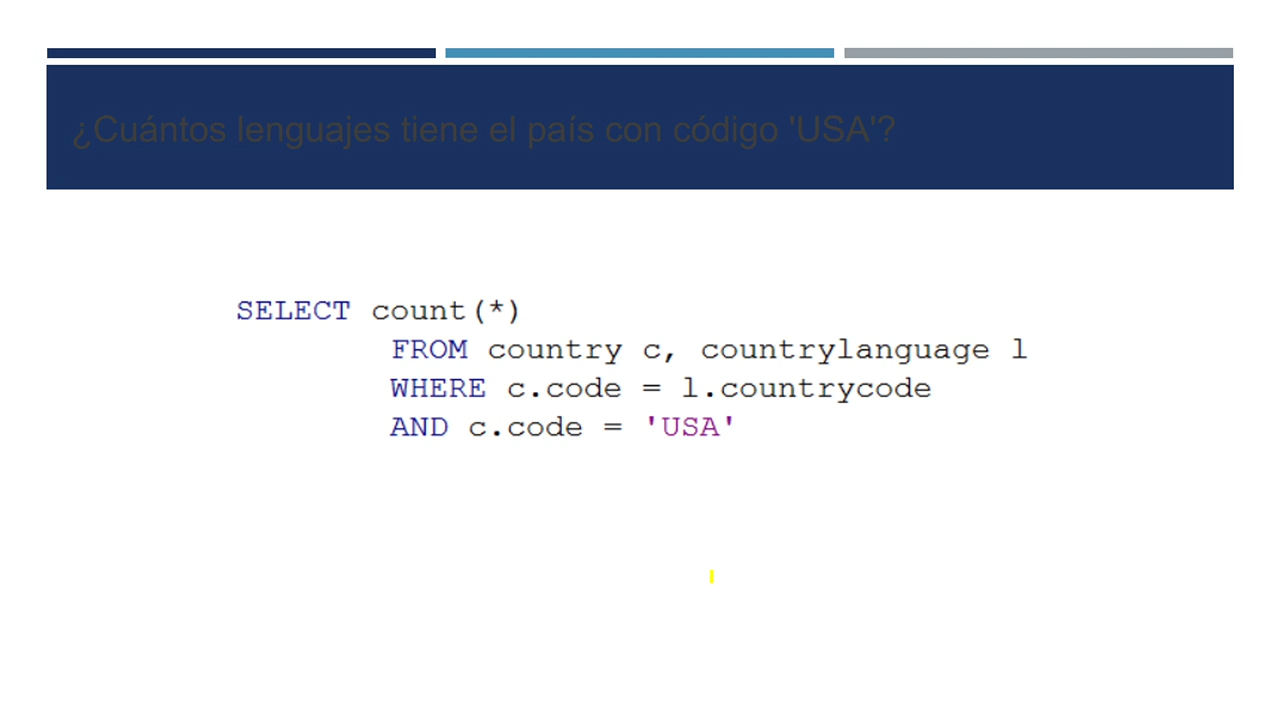 ¿Cuántos lenguajes tiene el país con código 'USA'?
SELECT count(*)
FROM country c, countrylanguage l
WHERE c.code = l.countrycode
AND c.code = 'USA'